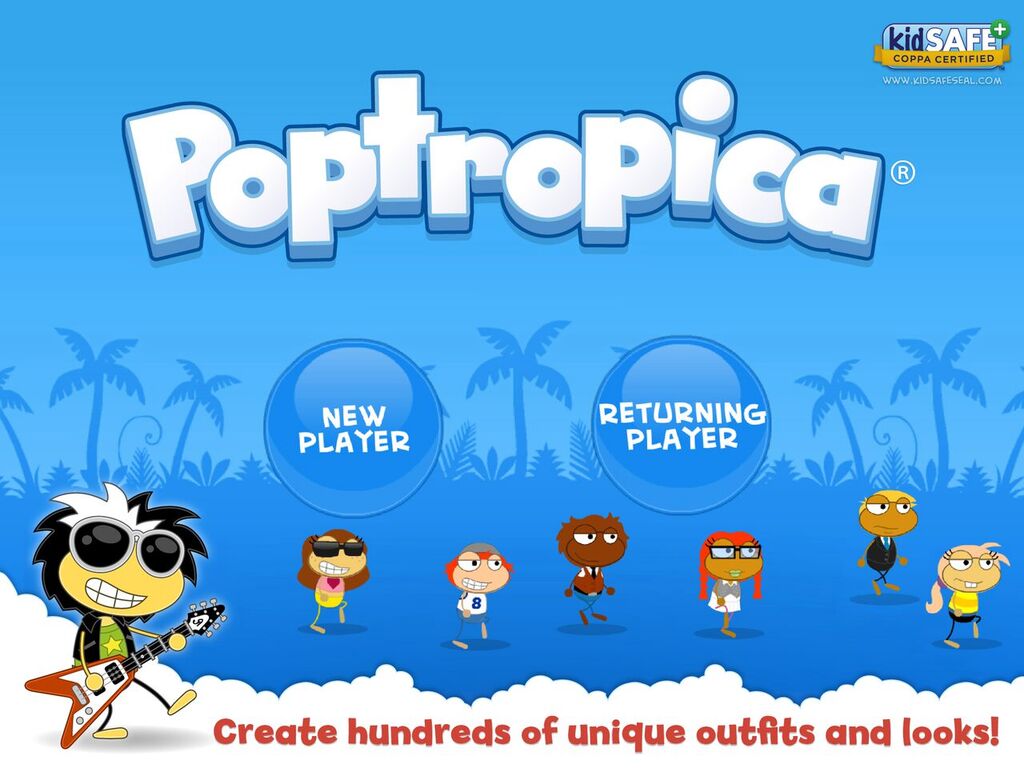 kidSAFE+
COPPA CERTIFIED
WWW.KIDSAFESEAL.COM
Poptropica®
NEW
PLAYER
RETURNING
PLAYER
8
Create hundreds of unique outfits and looks!